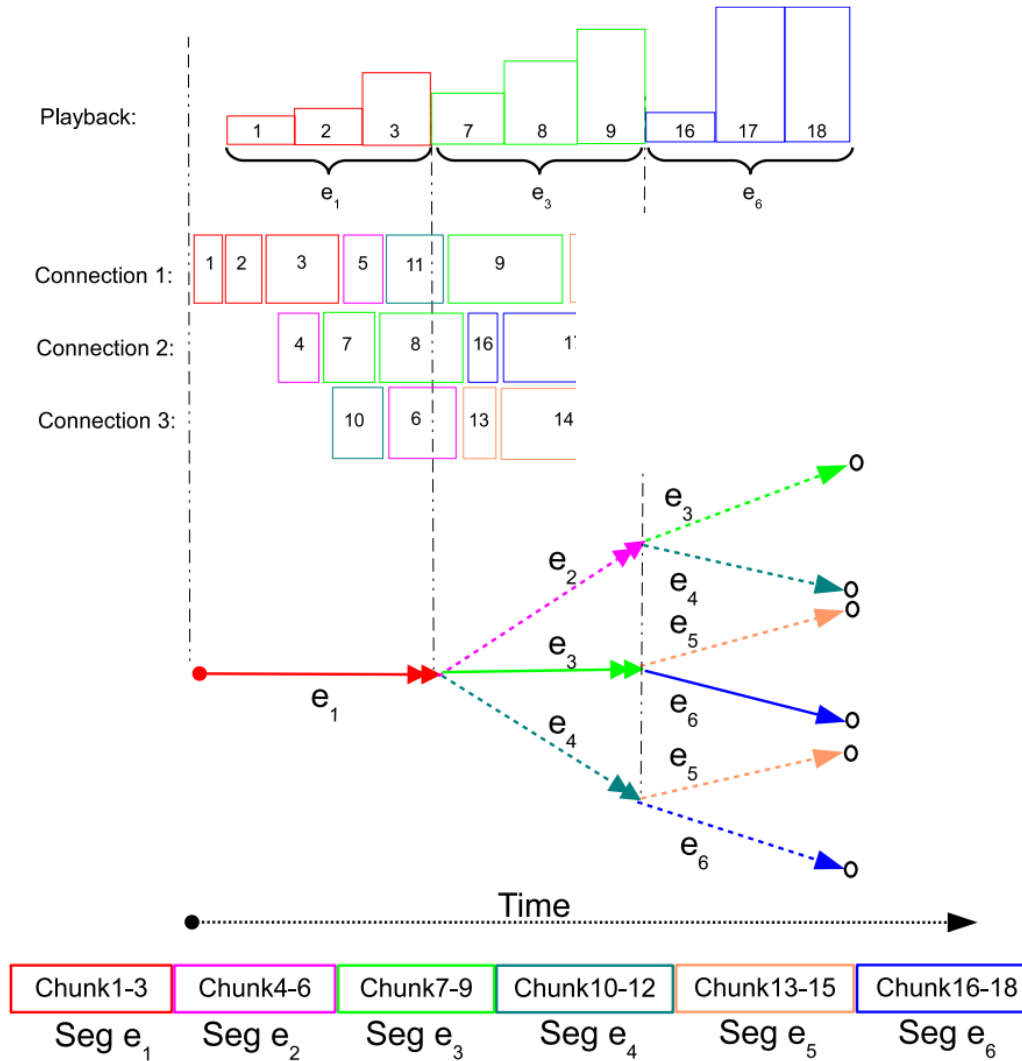 Playback:
1 2 3 7 8 9 16 17 18
e1 e3 e6
Connection 1: 1 2 3 5 11 9
Connection 2: 4 7 8 16 17
Connection 3: 10 6 13 14
e3
e2
e4
e5
e3
e1
e6
e4
e5
e6
Time
Chunk1-3 Chunk4-6 Chunk7-9 Chunk10-12 Chunk13-15 Chunk16-18
Seg e1 Seg e2 Seg e3 Seg e4 Seg e5 Seg e6